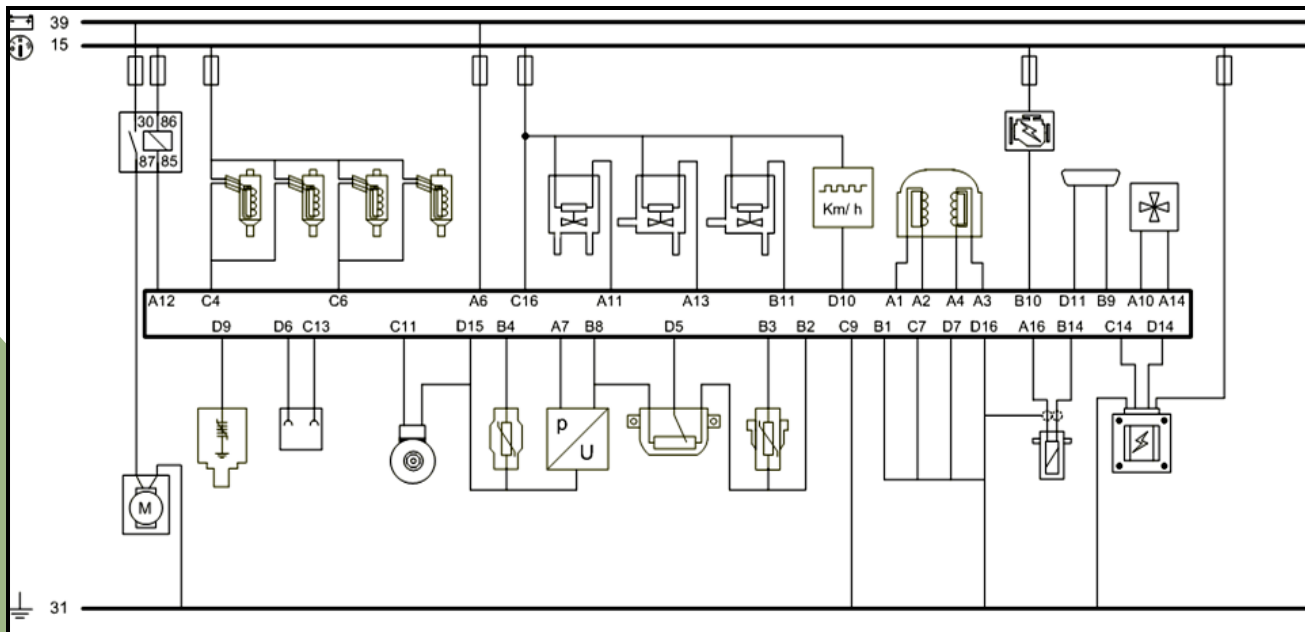 39
15
30 86
87 85
Km/ h
A12 C4 C6 A6 C16 A11 A13 B11 D10 A1 A2 A4 A3 B10 D11 B9 A10 A14
D9 D6 C13 C11 D15 B4 A7 B8 D5 B3 B2 C9 B1 C7 D7 D16 A16 B14 C14 D14
p
U
M
31